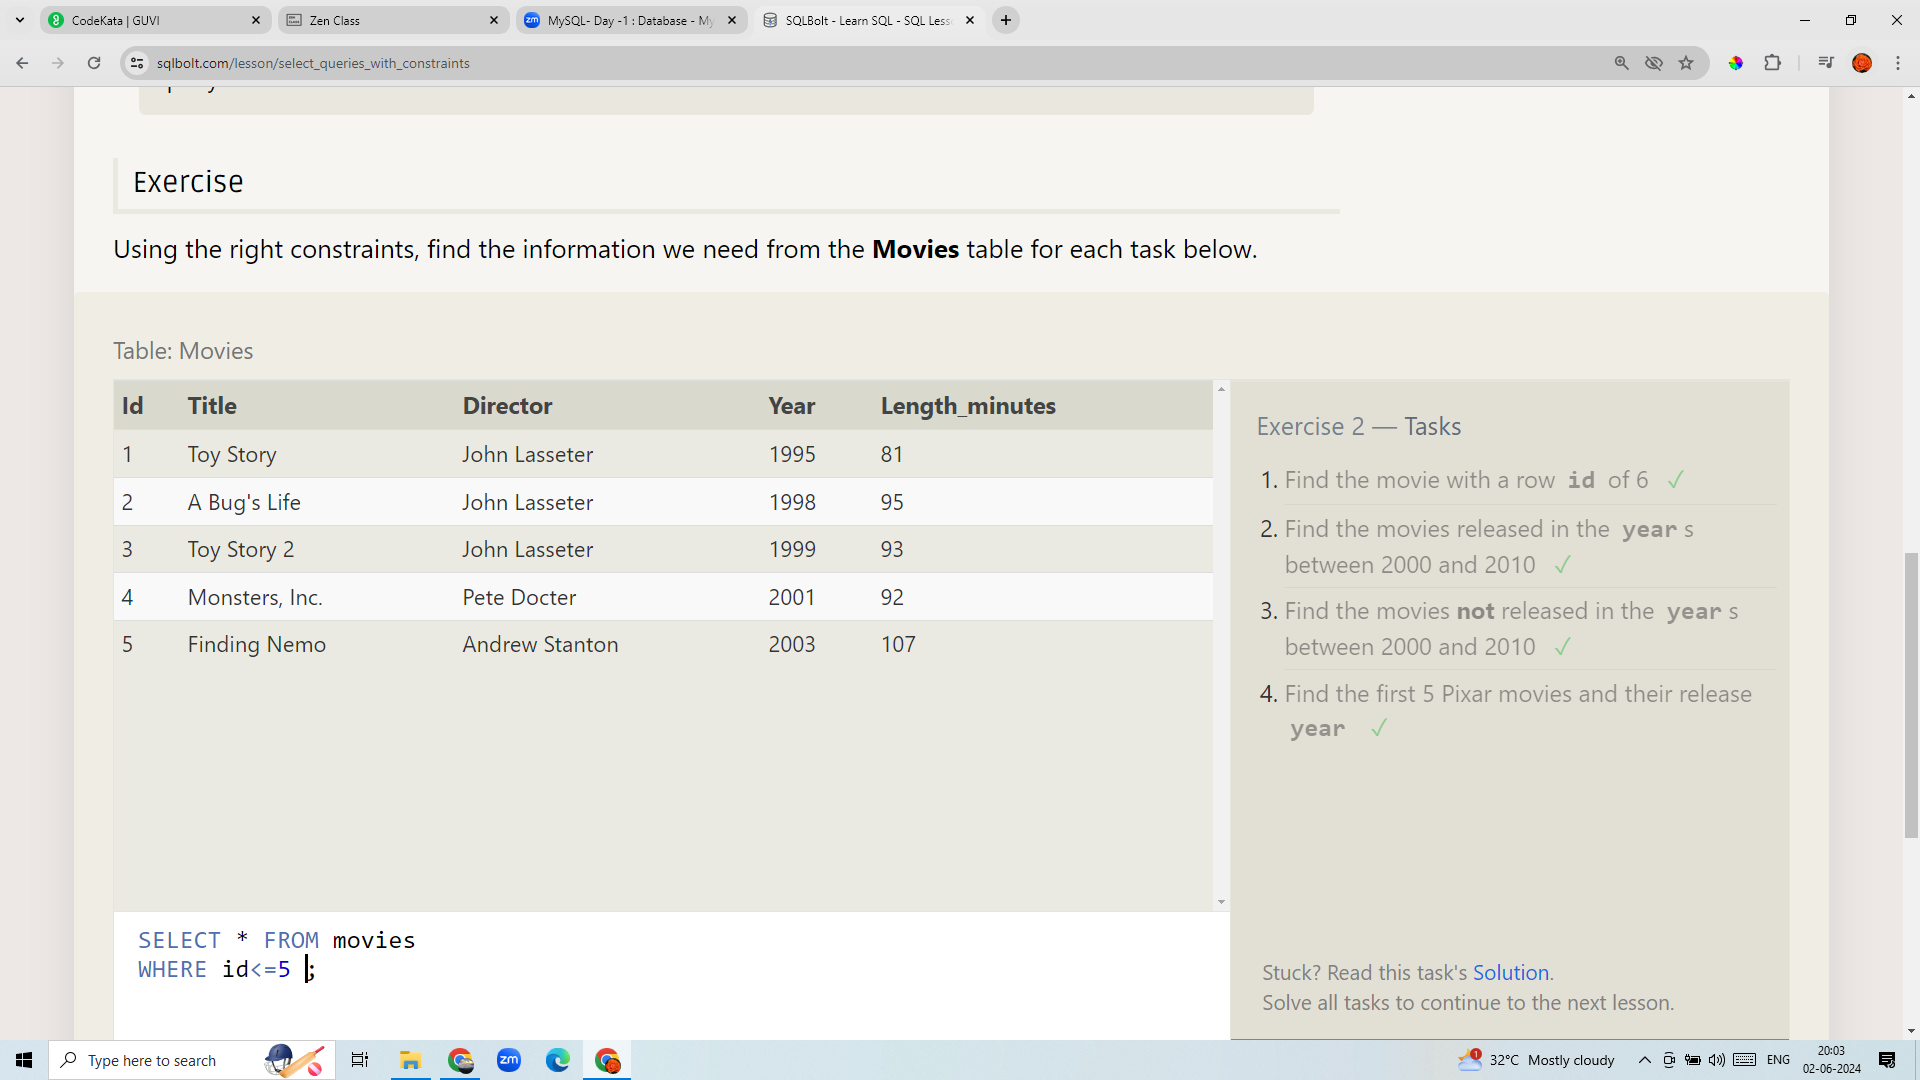 CodeKata | GUVI
Zen Class
MySQL- Day -1 : Database - My
SQLBolt - Learn SQL - SQL Less
sqlbolt.com/lesson/select_queries_with_constraints
Exercise
Using the right constraints, find the information we need from the Movies table for each task below.
Table: Movies
Id Title Director Year Length_minutes
1 Toy Story John Lasseter 1995 81
2 A Bug's Life John Lasseter 1998 95
3 Toy Story 2 John Lasseter 1999 93
4 Monsters, Inc. Pete Docter 2001 92
5 Finding Nemo Andrew Stanton 2003 107
SELECT * FROM movies
WHERE id<=5 ;
Exercise 2 — Tasks
1. Find the movie with a row id of 6 ✓
2. Find the movies released in the year s
between 2000 and 2010 ✓
3. Find the movies not released in the year s
between 2000 and 2010 ✓
4. Find the first 5 Pixar movies and their release
year ✓
Stuck? Read this task's Solution.
Solve all tasks to continue to the next lesson.
Type here to search
zm
1
32°C Mostly cloudy
ENG
20:03
02-06-2024